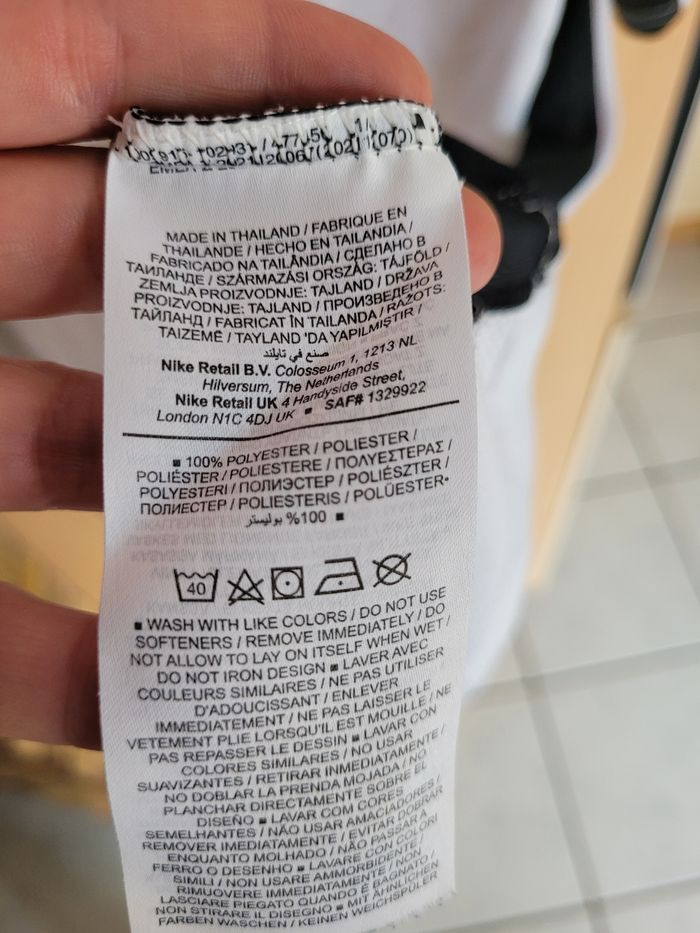 MADE IN THAILAND / FABRIQUE EN
THAILANDE / HECHO EN TAILANDIA /
FABRICADO NA TAILÂNDIA / СДЕЛАНО В
ТАИЛАНДЕ / SZÁRMAZÁSI ORSZÁG: TÁJFÖLD /
ZEMLJA PROIZVODNJE: TAJLAND / DRŽAVA
PROIZVODNJE: TAJLAND / ПРОИЗВЕДЕНО В
ТАЙЛАНД / FABRICAT ÎN TAILANDA / RAŽOTS:
TAIZEMĒ / TAYLAND 'DA YAPILMIŞTIR /
صنع في تايلند
Nike Retail B.V. Colosseum 1, 1213 NL
Hilversum, The Netherlands
Nike Retail UK 4 Handyside Street,
London N1C 4DJ UK ■ SAF# 1329922
■ 100% POLYESTER / POLIESTER /
POLIÉSTER / POLIESTERE / ΠΟΛΥΕΣΤΕΡΑΣ /
POLYESTERI / ПОЛИЭСТЕР / POLIÉSZTER /
ПОЛИЕСТЕР / POLIESTERIS / POLÜESTER■
■ 100% بوليستر
40
■ WASH WITH LIKE COLORS / DO NOT USE
SOFTENERS / REMOVE IMMEDIATELY / DO
NOT ALLOW TO LAY ON ITSELF WHEN WET /
DO NOT IRON DESIGN ■ LAVER AVEC
COULEURS SIMILAIRES / NE PAS UTILISER
D'ADOUCISSANT / ENLEVER
IMMEDIATEMENT / NE PAS LAISSER LE
VETEMENT PLIE LORSQU'IL EST MOUILLE / NE
PAS REPASSER LE DESSIN ■ LAVAR CON
COLORES SIMILARES / NO USAR
SUAVIZANTES / RETIRAR INMEDIATAMENTE /
NO DOBLAR LA PRENDA MOJADA / NO
PLANCHAR DIRECTAMENTE SOBRE EL
DISEÑO ■ LAVAR COM CORES
SEMELHANTES / NÃO USAR AMACIADORES /
REMOVER IMEDIATAMENTE / EVITAR DOBRAR
ENQUANTO MOLHADO / NÃO PASSAR A
FERRO O DESENHO ■ LAVARE CON COLORI
SIMILI / NON USARE AMMORBIDENTE /
RIMUOVERE IMMEDIATAMENTE / NON
LASCIARE PIEGATO QUANDO È BAGNATO /
NON STIRARE IL DISEGNO ■ MIT ÄHNLICHEN
FARBEN WASCHEN / KEINEN WEICHSPÜLER